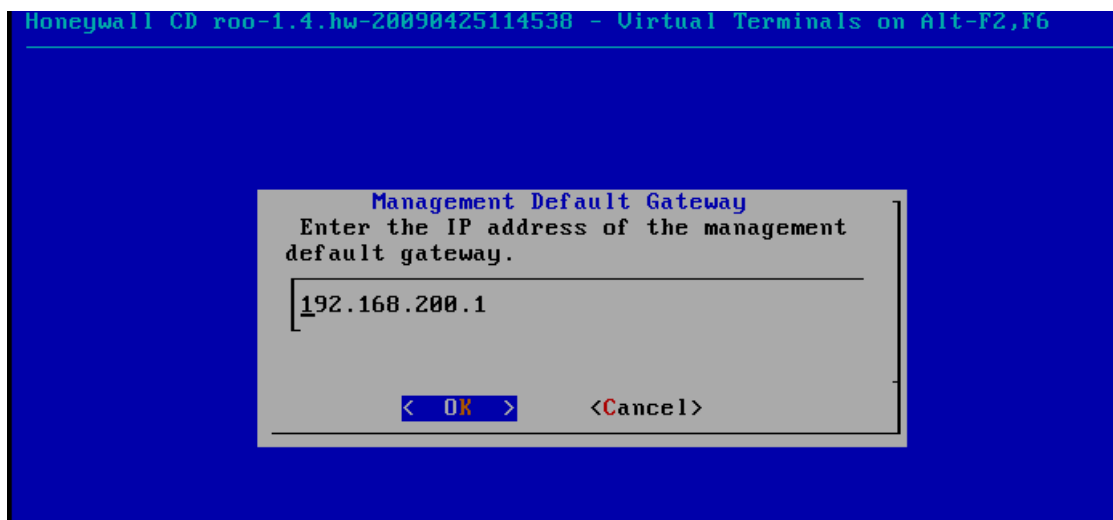 Honeywall CD roo-1.4.hw-20090425114538 - Virtual Terminals on Alt-F2,F6
Management Default Gateway
Enter the IP address of the management
default gateway.
192.168.200.1
< OK > <Cancel>